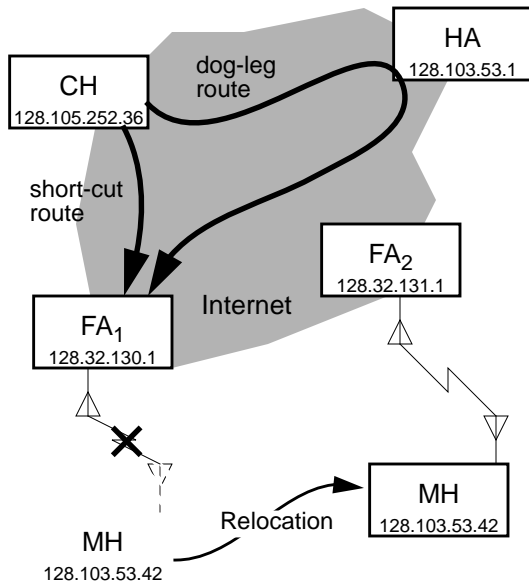 HA
128.103.53.1
CH
128.105.252.36
dog-leg
route
short-cut
route
FA2
128.32.131.1
Internet
FA1
128.32.130.1
MH
128.103.53.42
Relocation
MH
128.103.53.42